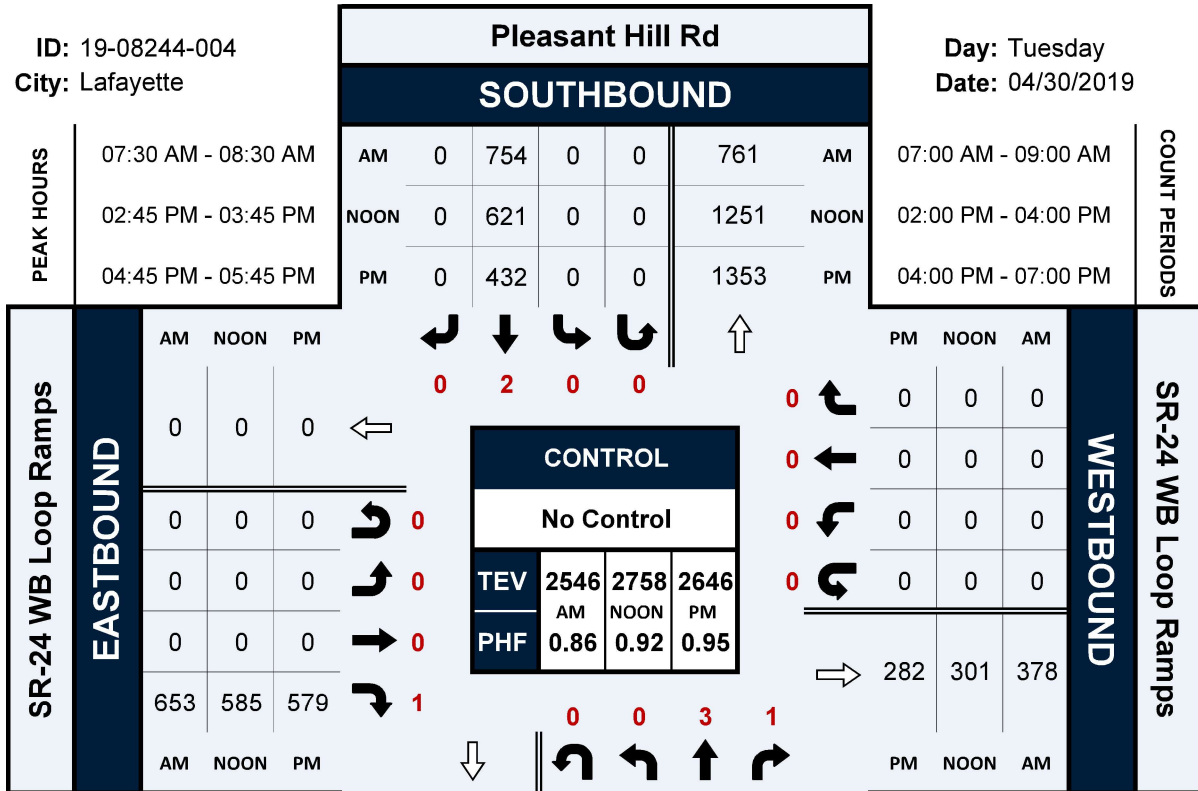 ID: 19-08244-004
City: Lafayette
Pleasant Hill Rd
SOUTHBOUND
Day: Tuesday
Date: 04/30/2019
PEAK HOURS
07:30 AM - 08:30 AM
02:45 PM - 03:45 PM
04:45 PM - 05:45 PM
AM 0 754 0 0 761 AM
NOON 0 621 0 0 1251 NOON
PM 0 432 0 0 1353 PM
07:00 AM - 09:00 AM
02:00 PM - 04:00 PM
04:00 PM - 07:00 PM
COUNT PERIODS
0 2 0 0
SR-24 WB Loop Ramps
EASTBOUND
AM NOON PM
0 0 0
0 0 0 0
0 0 0 0
0 0 0 0
653 585 579 1
AM NOON PM
CONTROL
No Control
TEV 2546 2758 2646
AM NOON PM
PHF 0.86 0.92 0.95
PM NOON AM
0 0 0 0
0 0 0 0
0 0 0 0
0 0 0 0
282 301 378
PM NOON AM
WESTBOUND
SR-24 WB Loop Ramps
0 0 3 1